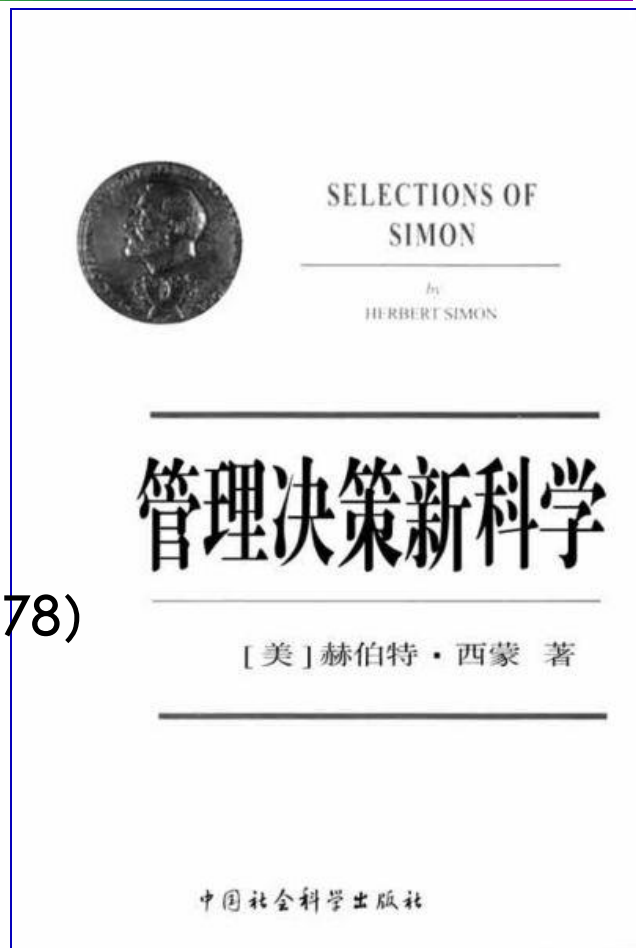 SELECTIONS OF
SIMON
by
HERBERT SIMON
管理决策新科学
78)
[美]赫伯特·西蒙 著
中国社会科学出版社